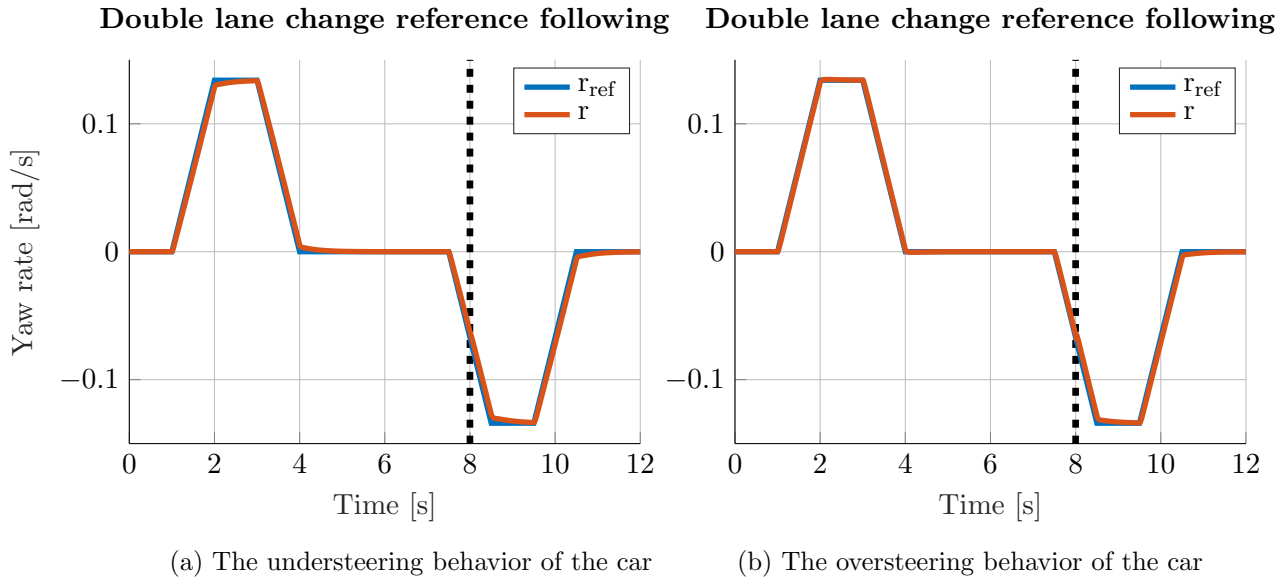 Double lane change reference following
r_ref
r
0.1
0
−0.1
Yaw rate [rad/s]
0 2 4 6 8 10 12
Time [s]
(a) The understeering behavior of the car
Double lane change reference following
r_ref
r
0.1
0
−0.1
0 2 4 6 8 10 12
Time [s]
(b) The oversteering behavior of the car